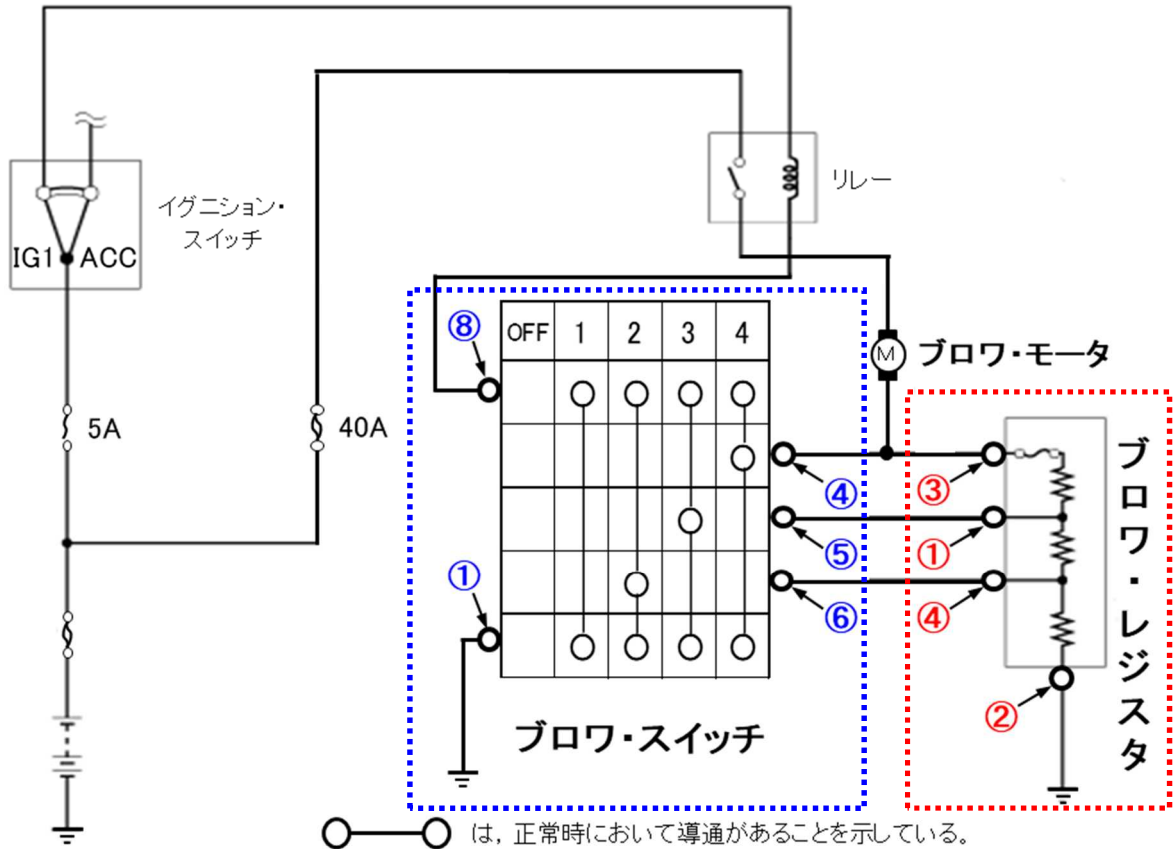 リレー
イグニション・
スイッチ
IG1 ACC
OFF 1 2 3 4
⑧
ブロワ・モータ
5A
40A
④
③
⑤
①
①
⑥
④
ブロワ・レジスタ
②
ブロワ・スイッチ
M
は，正常時において導通があることを示している。